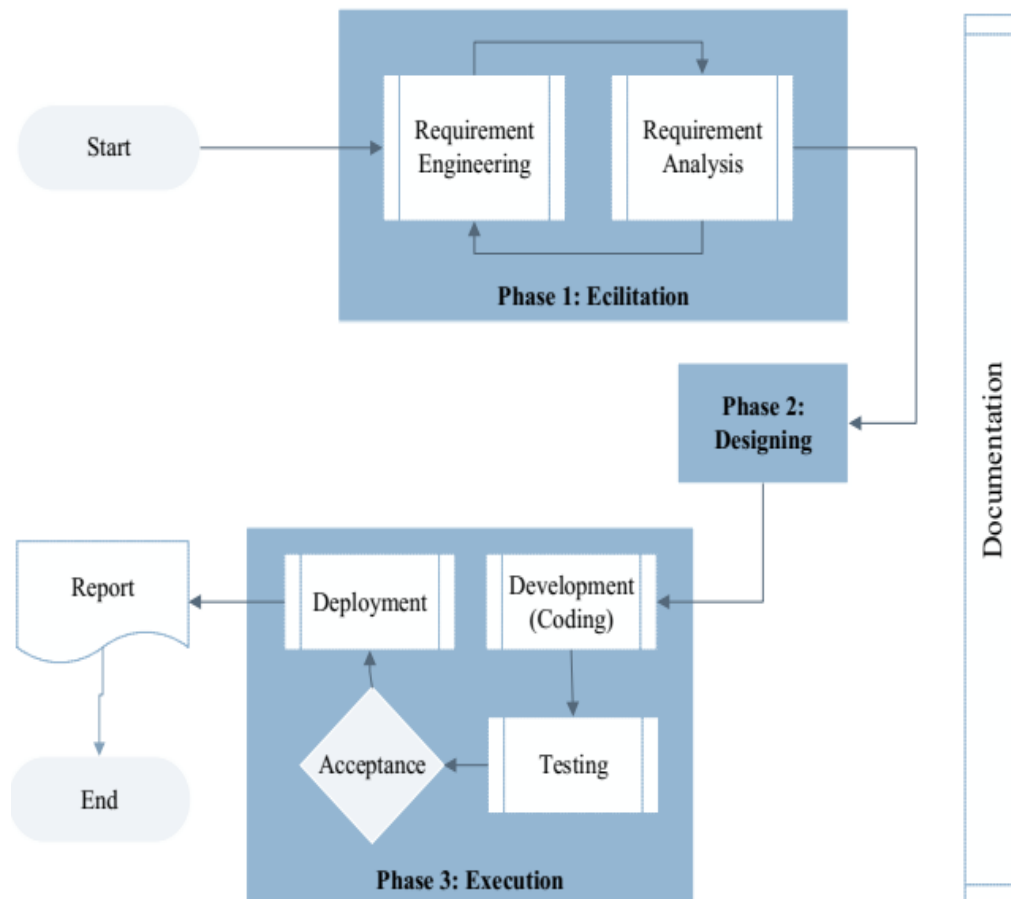 Start
Requirement
Engineering
Requirement
Analysis
Phase 1: Ecilitation
Phase 2:
Designing
Documentation
Report
Deployment
Development
(Coding)
Acceptance
Testing
End
Phase 3: Execution